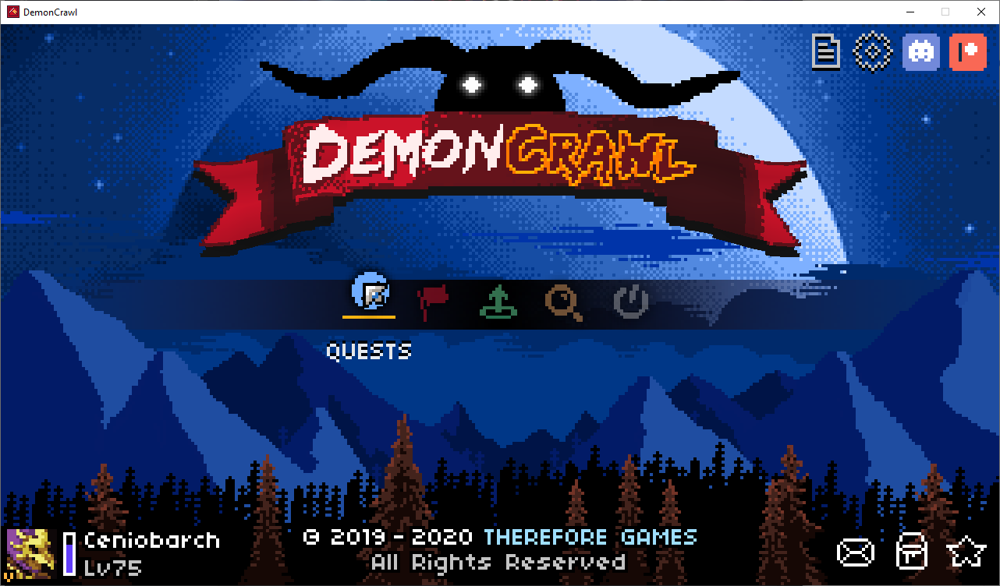 DemonCrawl
DEMONCRAWL
QUESTS
Ceniobarch
Lv75
© 2019 - 2020 THEREFORE GAMES
All Rights Reserved